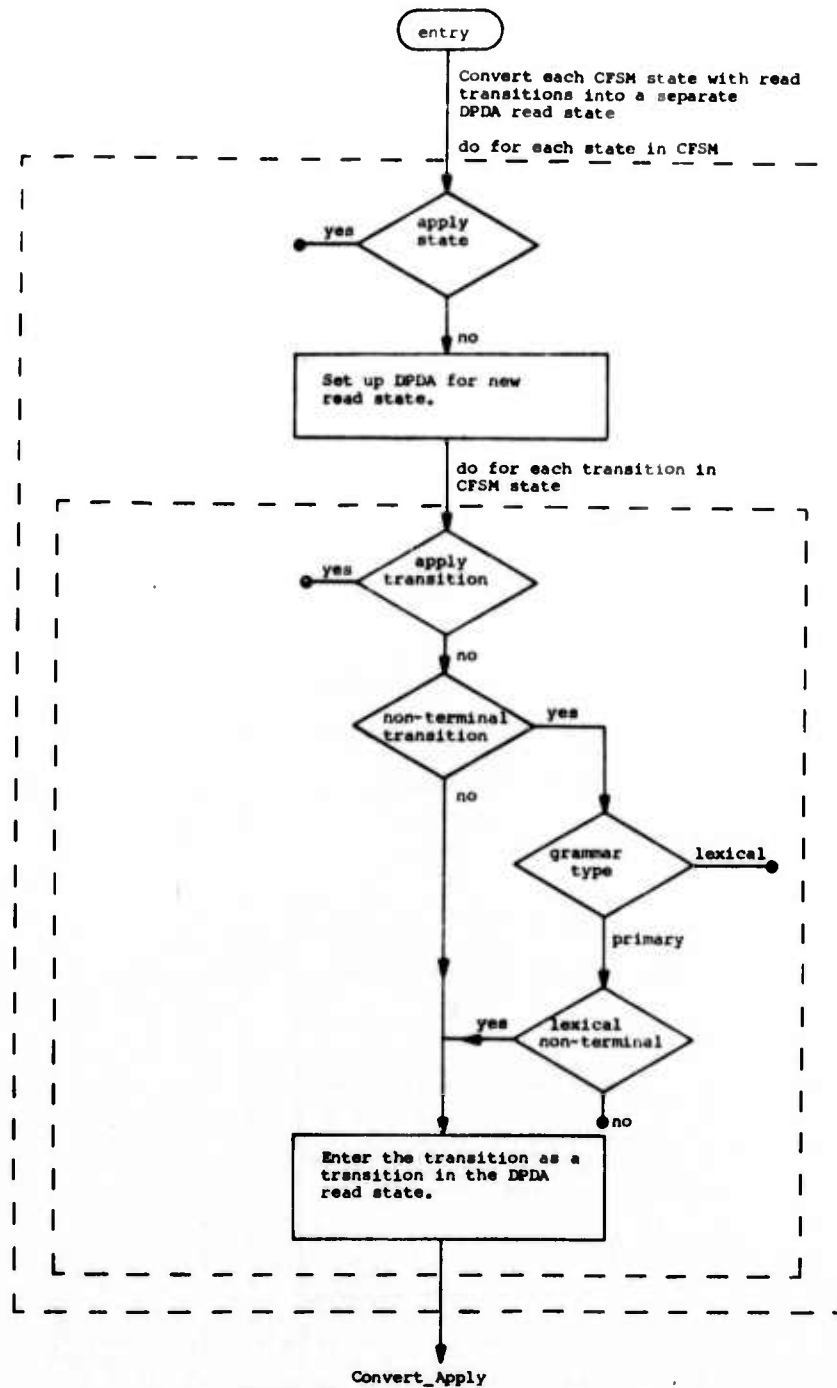 entry
Convert each CFSM state with read
transitions into a separate
DPDA read state
do for each state in CFSM
yes
apply
state
no
Set up DPDA for new
read state.
do for each transition in
CFSM state
yes
apply
transition
no
non-terminal
transition
yes
no
grammar
type
lexical
primary
yes
lexical
non-terminal
no
Enter the transition as a
transition in the DPDA
read state.
Convert_Apply